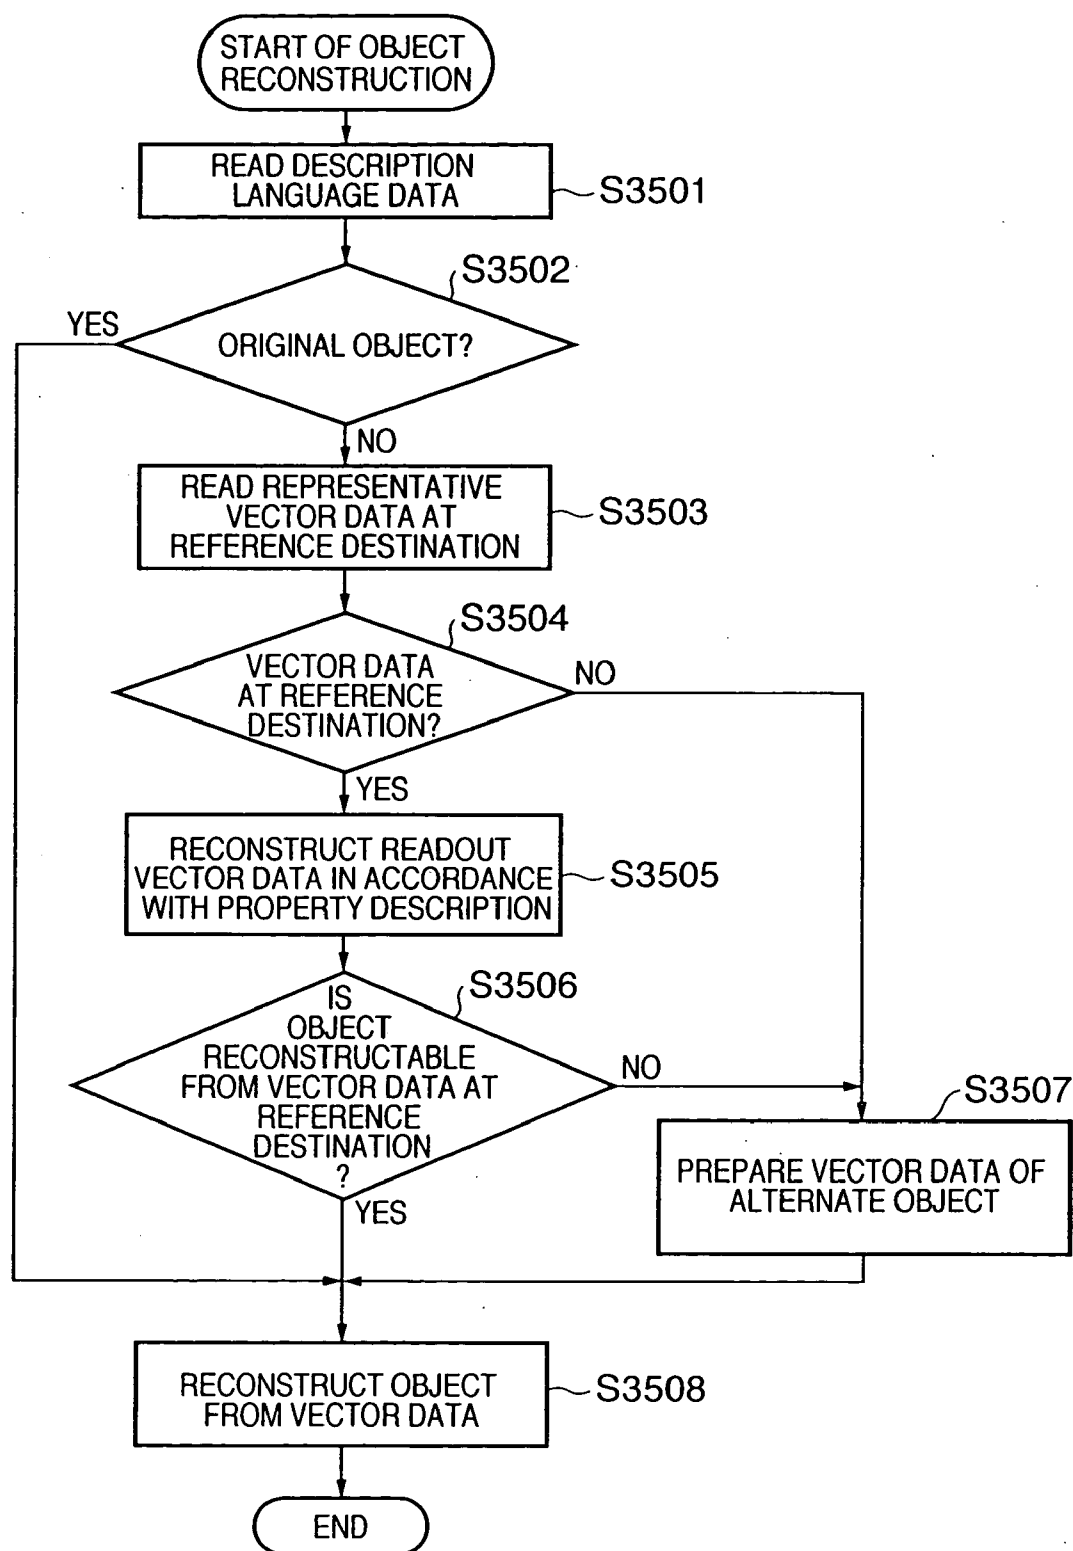 START OF OBJECT
RECONSTRUCTION
READ DESCRIPTION
LANGUAGE DATA
S3501
S3502
YES
ORIGINAL OBJECT?
NO
READ REPRESENTATIVE
VECTOR DATA AT
REFERENCE DESTINATION
S3503
S3504
VECTOR DATA
AT REFERENCE
DESTINATION?
NO
YES
RECONSTRUCT READOUT
VECTOR DATA IN ACCORDANCE
WITH PROPERTY DESCRIPTION
S3505
S3506
IS
OBJECT
RECONSTRUCTABLE
FROM VECTOR DATA AT
REFERENCE
DESTINATION
?
NO
YES
S3507
PREPARE VECTOR DATA OF
ALTERNATE OBJECT
RECONSTRUCT OBJECT
FROM VECTOR DATA
S3508
END